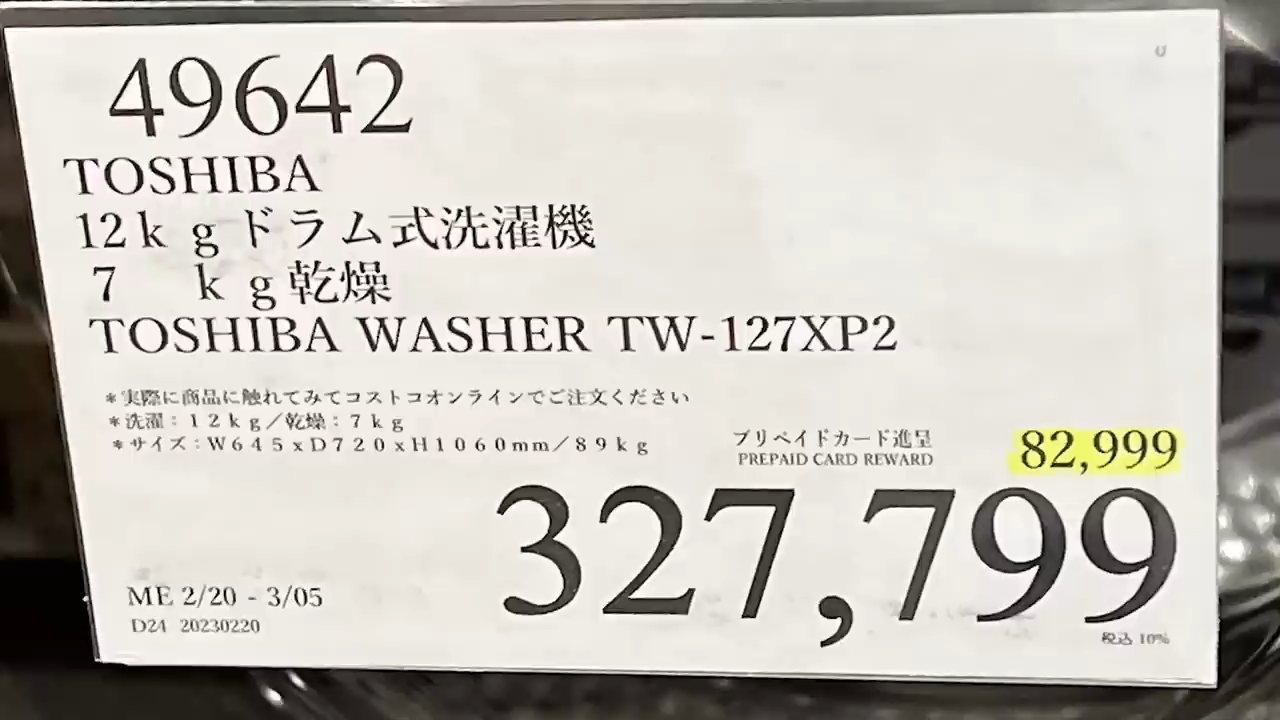 49642
TOSHIBA
12kgドラム式洗濯機
7 kg乾燥
TOSHIBA WASHER TW-127XP2
*実際に商品に触れてみてコストコオンラインでご注文ください
*洗濯:12kg/乾燥:7kg
*サイズ:W645xD720xH1060mm/89kg
プリペイドカード進呈
PREPAID CARD REWARD
82,999
327,799
ME 2/20 - 3/05
D24 20230220
税込 10%